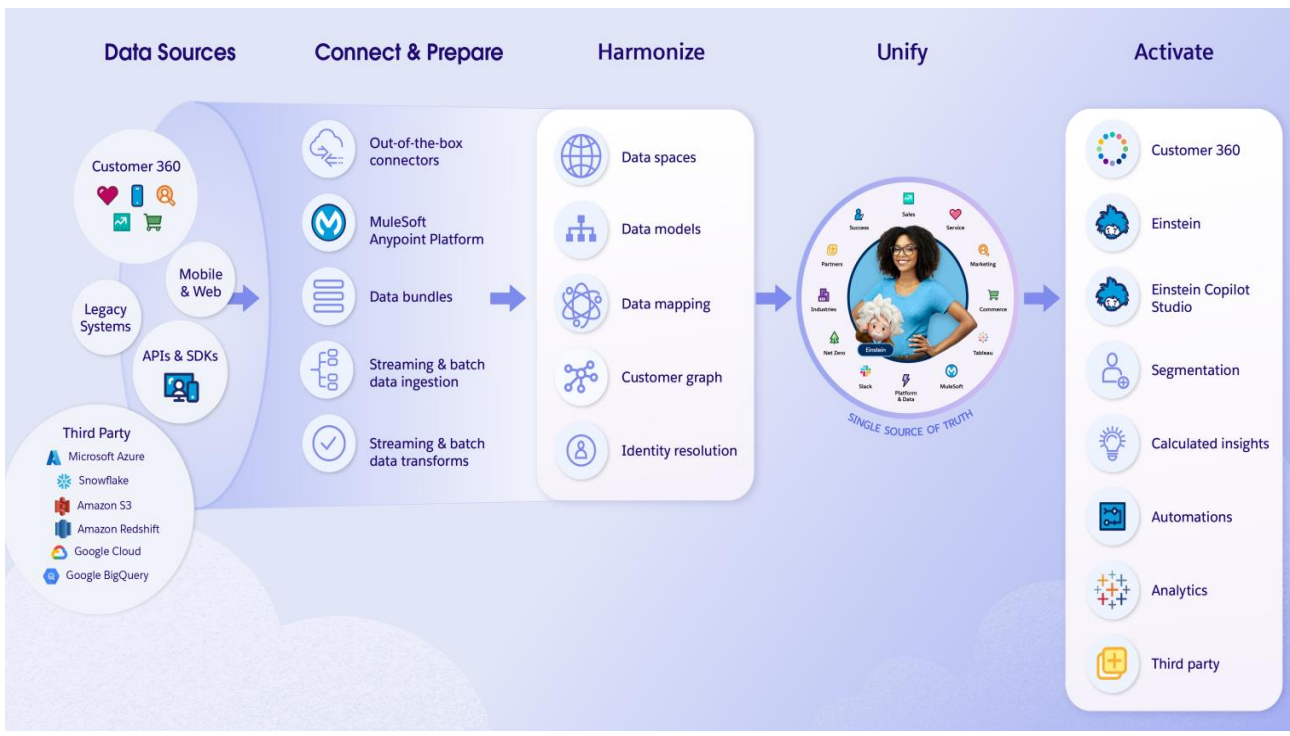 Data Sources
Connect & Prepare
Harmonize
Unify
Activate
Customer 360
Mobile
& Web
Legacy
Systems
APIs & SDKs
Third Party
Microsoft Azure
Snowflake
Amazon S3
Amazon Redshift
Google Cloud
Google BigQuery
Out-of-the-box
connectors
MuleSoft
Anypoint Platform
Data bundles
Streaming & batch
data ingestion
Streaming & batch
data transforms
Data spaces
Data models
Data mapping
Customer graph
Identity resolution
Sales
Service
Marketing
Commerce
Tableau
MuleSoft
Platform
& Data
Slack
Net Zero
Industries
Partners
Success
Einstein
SINGLE SOURCE OF TRUTH
Customer 360
Einstein
Einstein Copilot
Studio
Segmentation
Calculated insights
Automations
Analytics
Third party